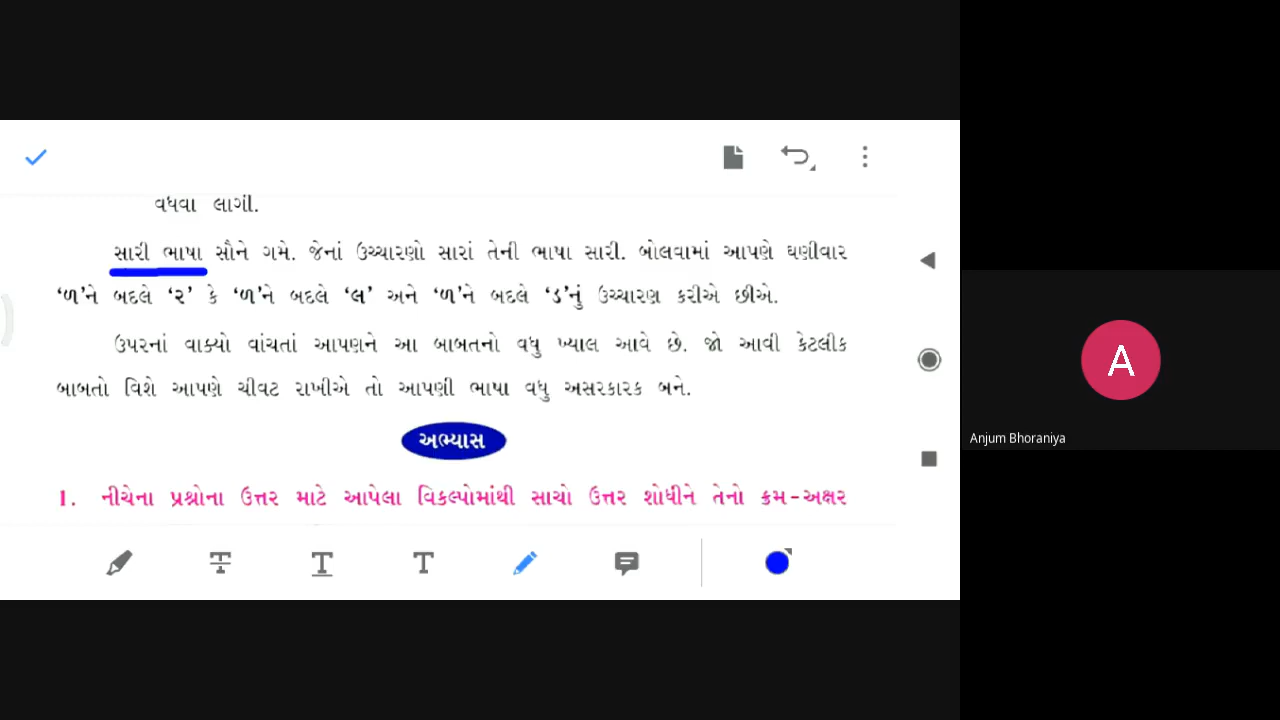 વધવા લાગી.
સારી ભાષા સૌને ગમે. જેનાં ઉચ્ચારણો સારાં તેની ભાષા સારી. બોલવામાં આપણે ઘણીવાર
‘ળ’ને બદલે ‘ર’ કે ‘ળ’ને બદલે ‘લ’ અને ‘ળ’ને બદલે ‘ડ’નું ઉચ્ચારણ કરીએ છીએ.
ઉપરનાં વાક્યો વાંચતાં આપણને આ બાબતનો વધુ ખ્યાલ આવે છે. જો આવી કેટલીક
બાબતો વિશે આપણે ચીવટ રાખીએ તો આપણી ભાષા વધુ અસરકારક બને.
અભ્યાસ
1. નીચેના પ્રશ્નોના ઉત્તર માટે આપેલા વિકલ્પોમાંથી સાચો ઉત્તર શોધીને તેનો ક્રમ-અક્ષર
T T T
A
Anjum Bhoraniya